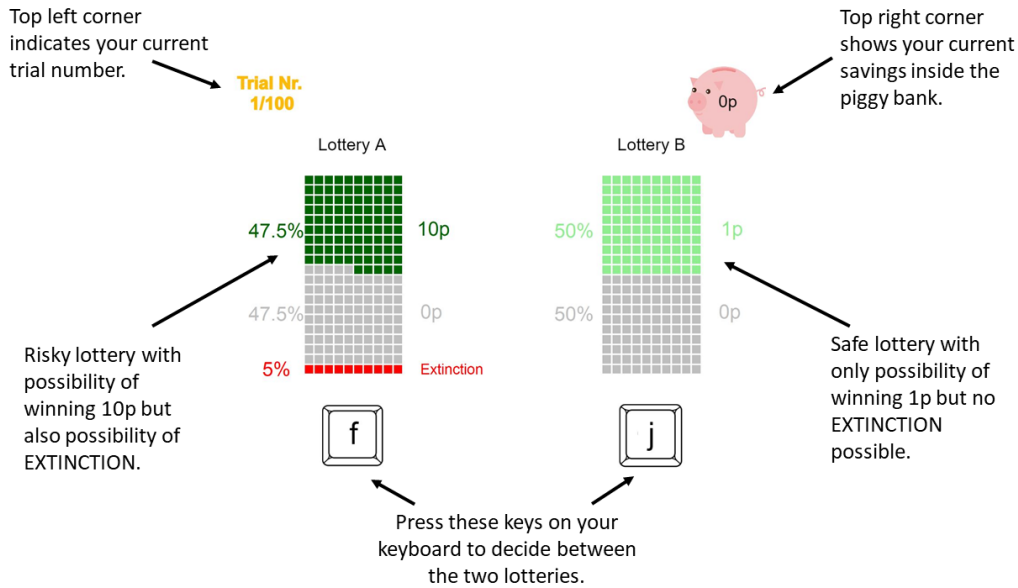 Top left corner
indicates your current
trial number.
Trial Nr.
1/100
0p
Top right corner
shows your current
savings inside the
piggy bank.
Lottery A
Lottery B
47.5%
10p
50%
1p
47.5%
0p
50%
0p
5%
Extinction
Risky lottery with
possibility of
winning 10p but
also possibility of
EXTINCTION.
Safe lottery with
only possibility of
winning 1p but no
EXTINCTION
possible.
f
j
Press these keys on your
keyboard to decide between
the two lotteries.